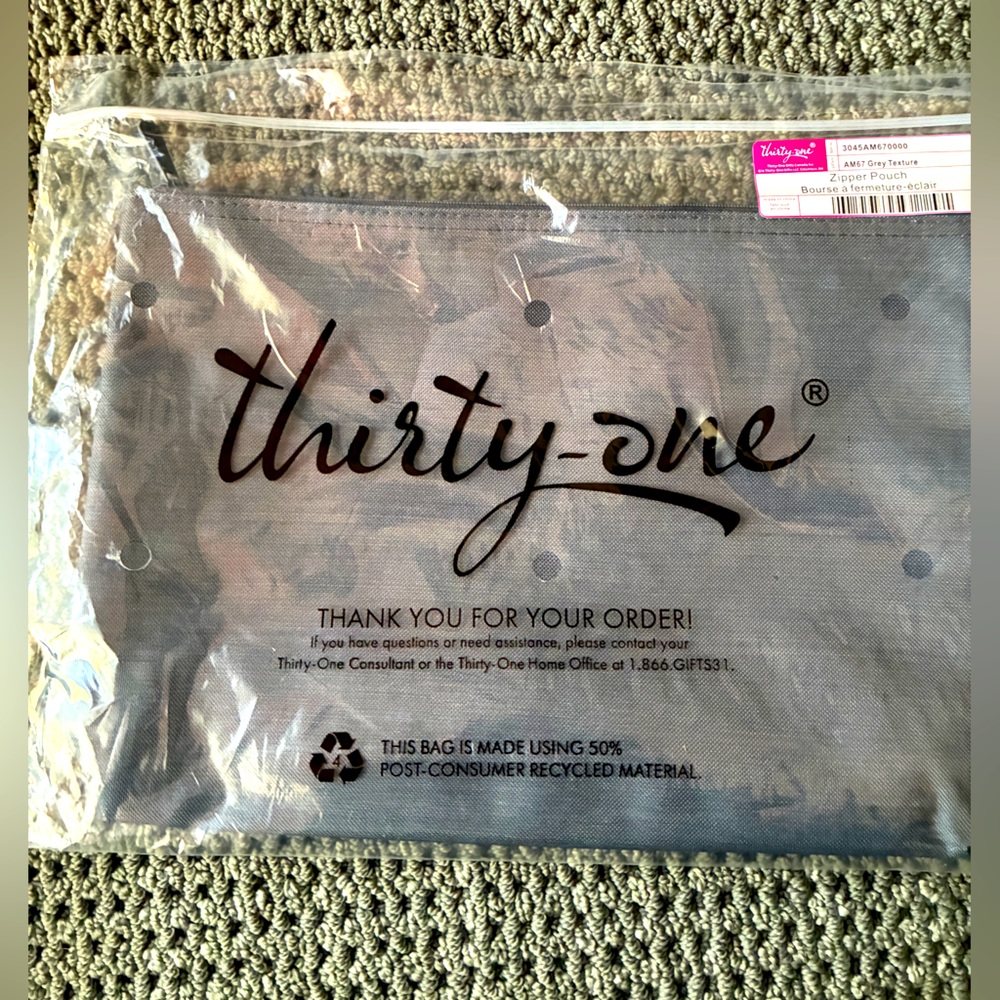 thirty-one®
3045AM670000
AM67 Grey Texture
Zipper Pouch
Bourse à fermeture-éclair
thirty-one®
THANK YOU FOR YOUR ORDER!
If you have questions or need assistance, please contact your
Thirty-One Consultant or the Thirty-One Home Office at 1.866.GIFTS31.
4
THIS BAG IS MADE USING 50%
POST-CONSUMER RECYCLED MATERIAL.